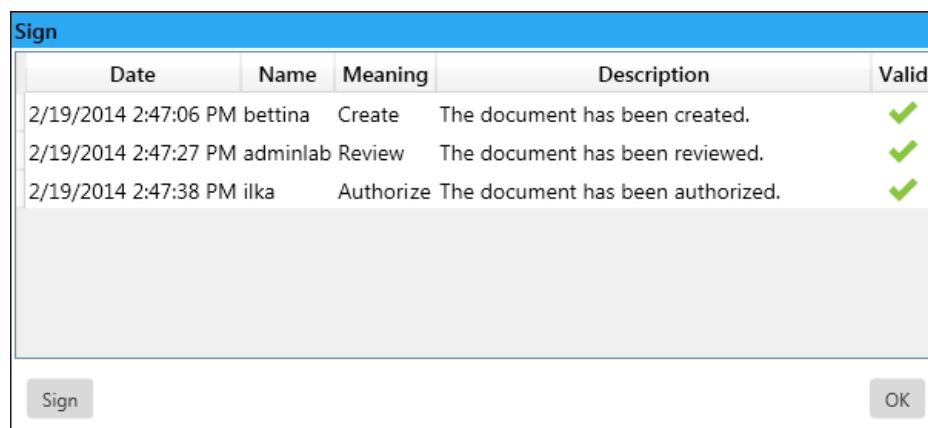 Sign
Date Name Meaning Description Valid
2/19/2014 2:47:06 PM bettina Create The document has been created.
2/19/2014 2:47:27 PM adminlab Review The document has been reviewed.
2/19/2014 2:47:38 PM ilka Authorize The document has been authorized.
Sign OK